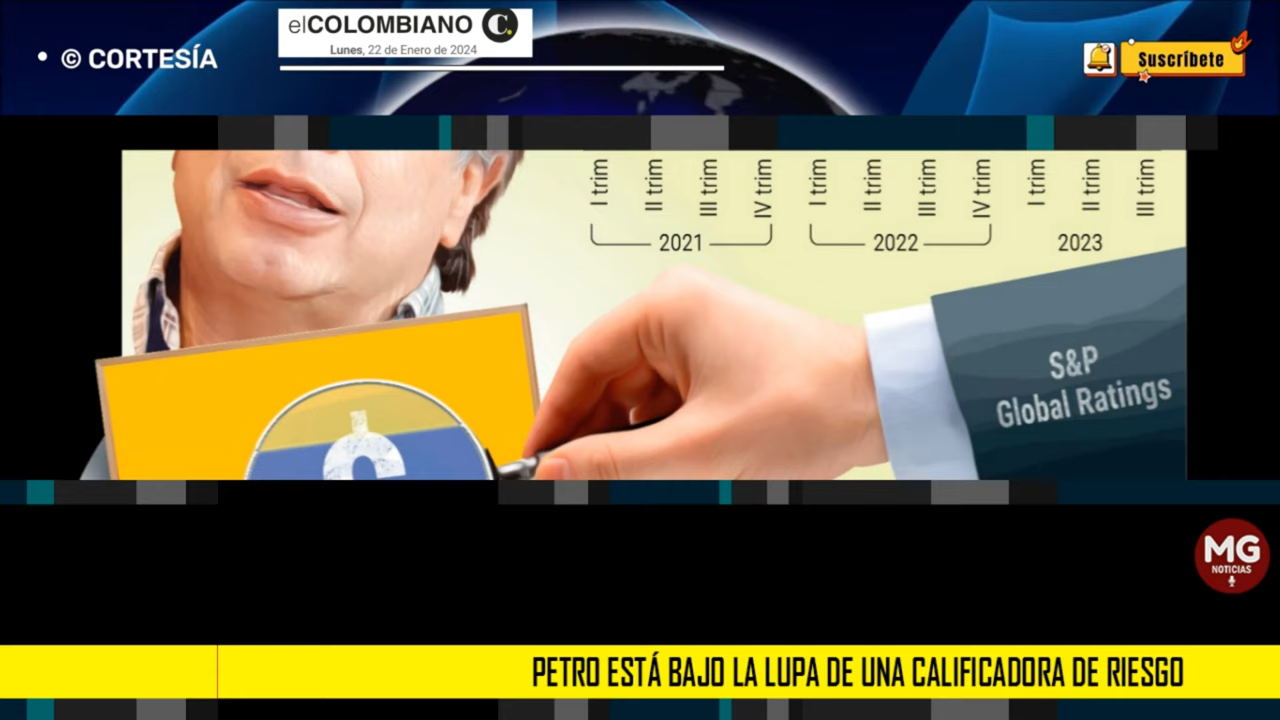 elCOLOMBIANO C.
• © CORTESÍA
Lunes, 22 de Enero de 2024
Suscríbete
I trim II trim III trim IV trim I trim II trim III trim IV trim I trim II trim III trim
2021 2022 2023
S&P
Global Ratings
$
MG
NOTICIAS
PETRO ESTÁ BAJO LA LUPA DE UNA CALIFICADORA DE RIESGO